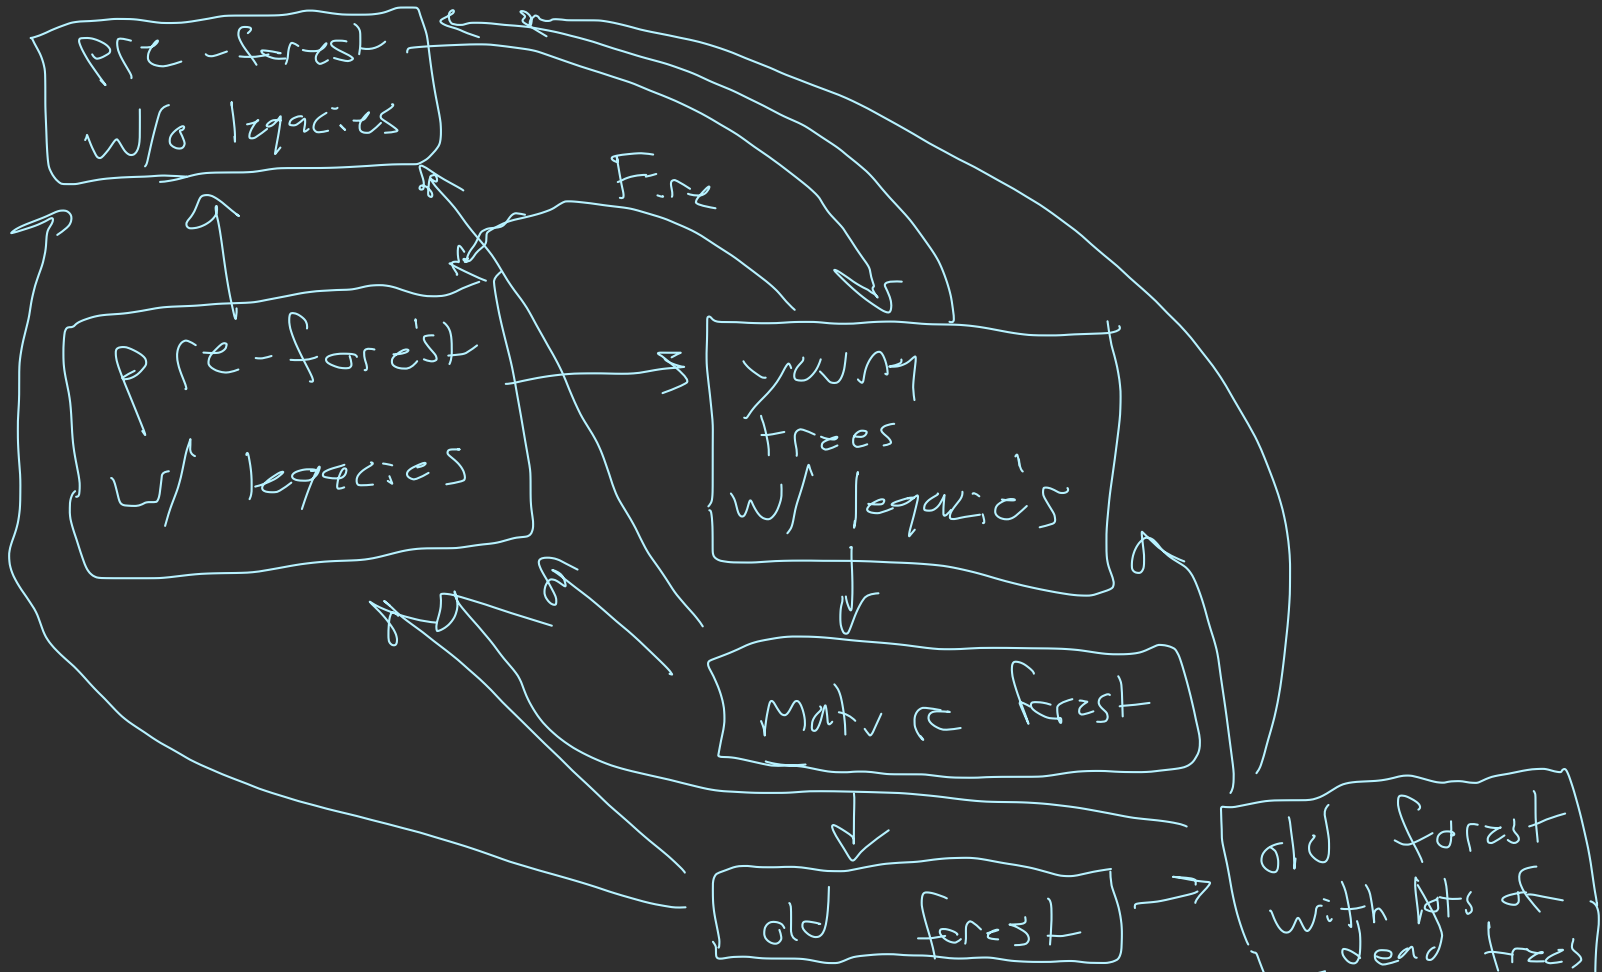 pre-forest
w/o legacies
Fire
pre-forest
w/ legacies
young
trees
w/ legacies
Mature forest
old forest
old forest
with lots of
dead trees